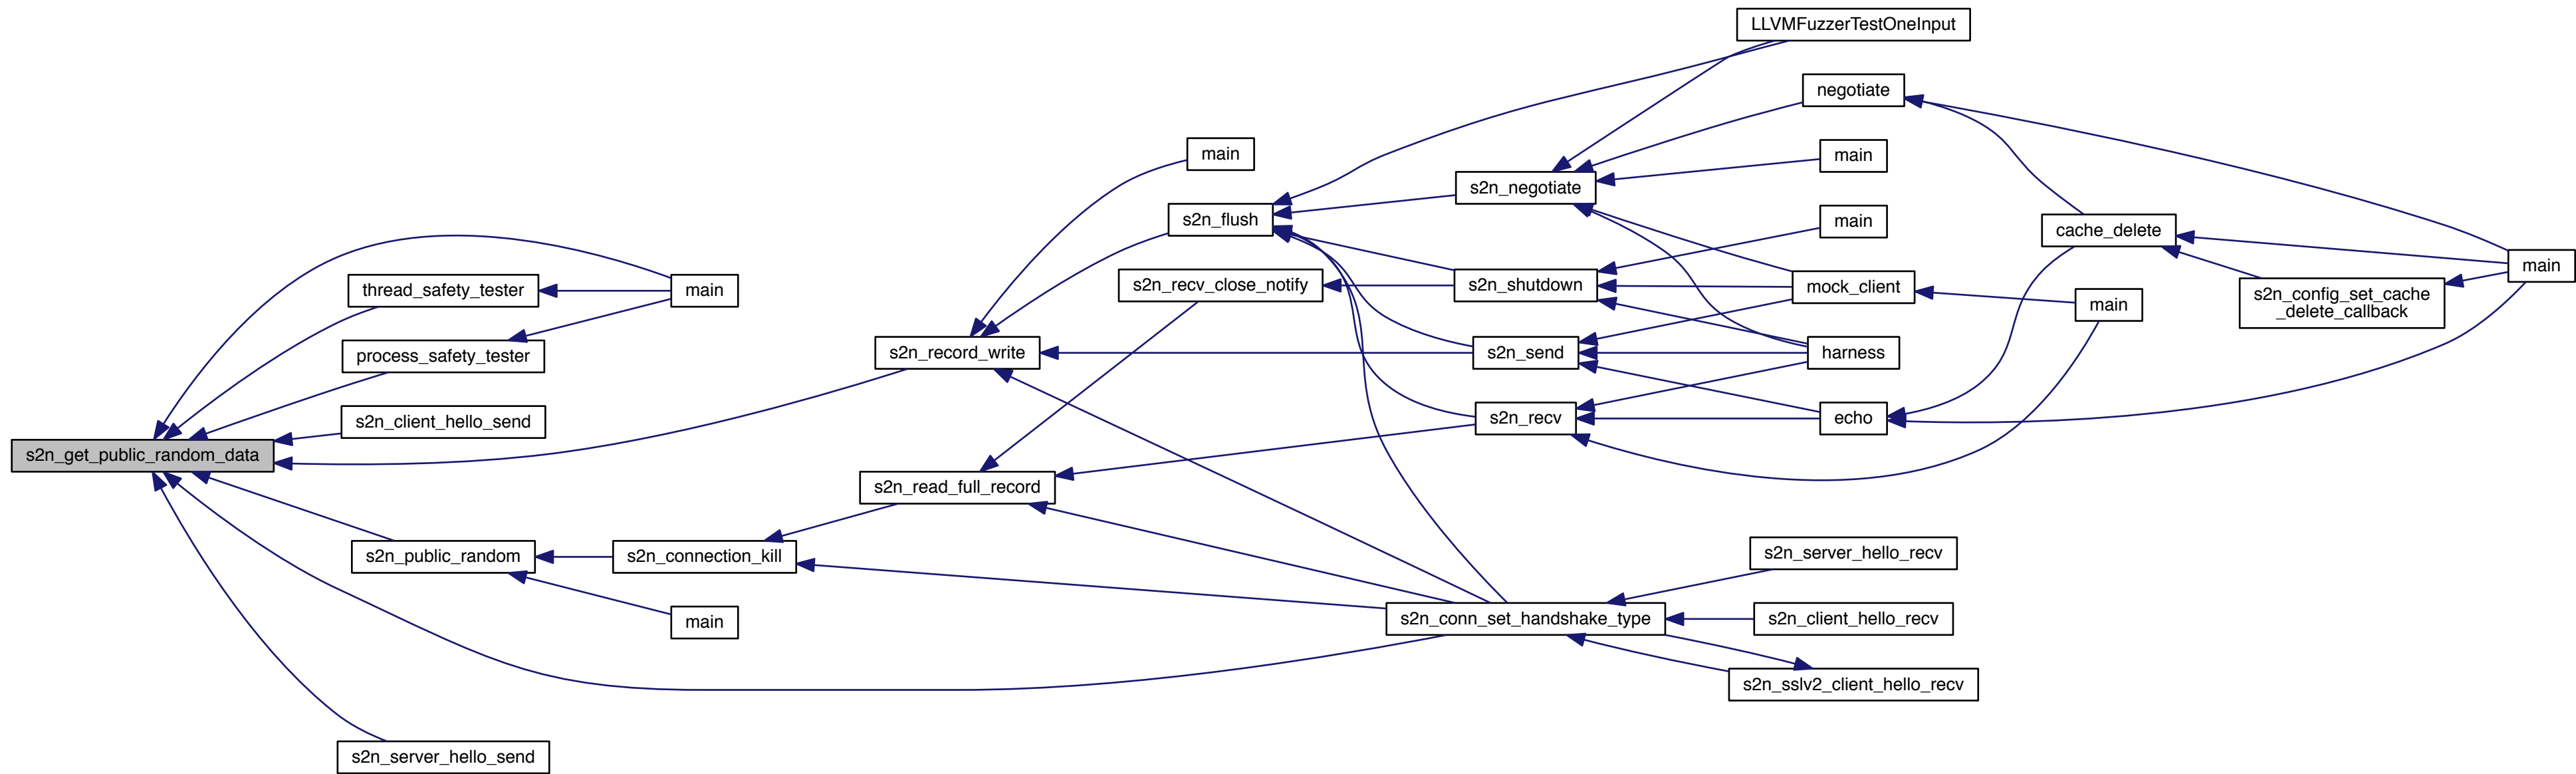 LLVMFuzzerTestOneInput
negotiate
main
main
s2n_negotiate
s2n_flush
main
cache_delete
main
s2n_recv_close_notify
s2n_shutdown
mock_client
s2n_config_set_cache
_delete_callback
thread_safety_tester
main
main
process_safety_tester
s2n_record_write
s2n_send
harness
s2n_client_hello_send
s2n_recv
echo
s2n_get_public_random_data
s2n_read_full_record
s2n_public_random
s2n_connection_kill
s2n_server_hello_recv
main
s2n_conn_set_handshake_type
s2n_client_hello_recv
s2n_sslv2_client_hello_recv
s2n_server_hello_send